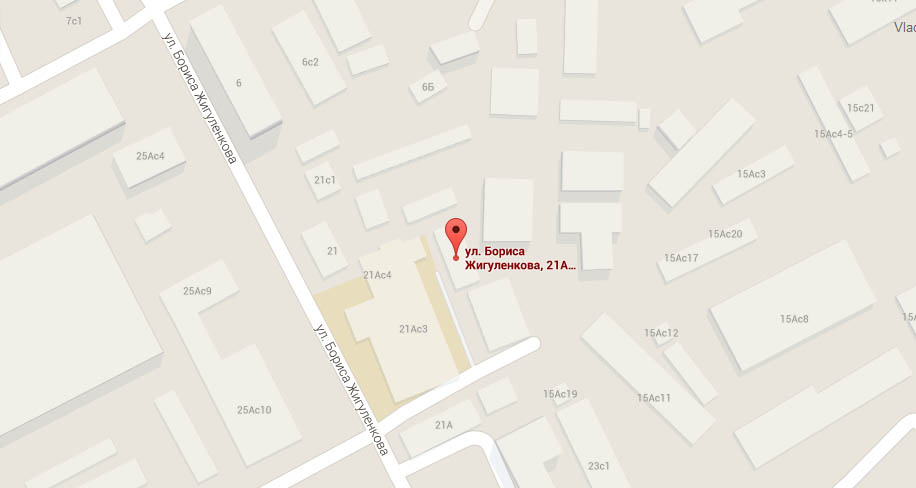 7с1
Vlad
ул. Бориса Жигуленкова
6
6с2
6Б
15с21
15Ас4-5
25Ас4
21с1
15Ас3
21
ул. Бориса
Жигуленкова, 21А...
15Ас20
15Ас17
21Ас4
25Ас9
21Ас3
ул. Бориса Жигуленкова
15Ас12
15Ас8
15Ас19
15Ас11
25Ас10
21А
23с1